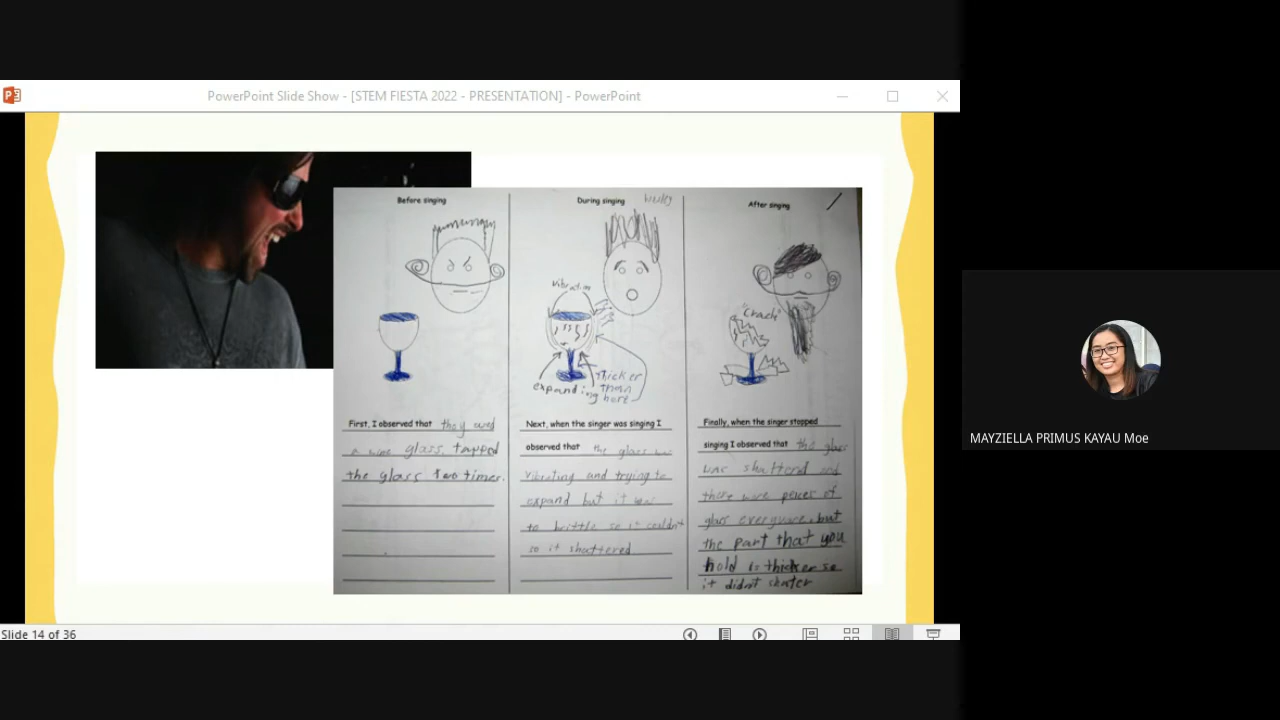 PowerPoint Slide Show - [STEM FIESTA 2022 - PRESENTATION] - PowerPoint
Before singing
During singing
After singing
vibration
"Crack"
expanding
thicker
than
here
First, I observed that they used
a wine glass, tapped
the glass two times.
Next, when the singer was singing I
observed that the glass was
vibrating and trying to
expand but it was
to brittle so it couldn't
so it shattered
Finally, when the singer stopped
singing I observed that the glass
was shatterd and
there were peices of
glass everyware, but
the part that you
hold is thicker so
it didn't shater
MAYZIELLA PRIMUS KAYAU Moe
Slide 14 of 36